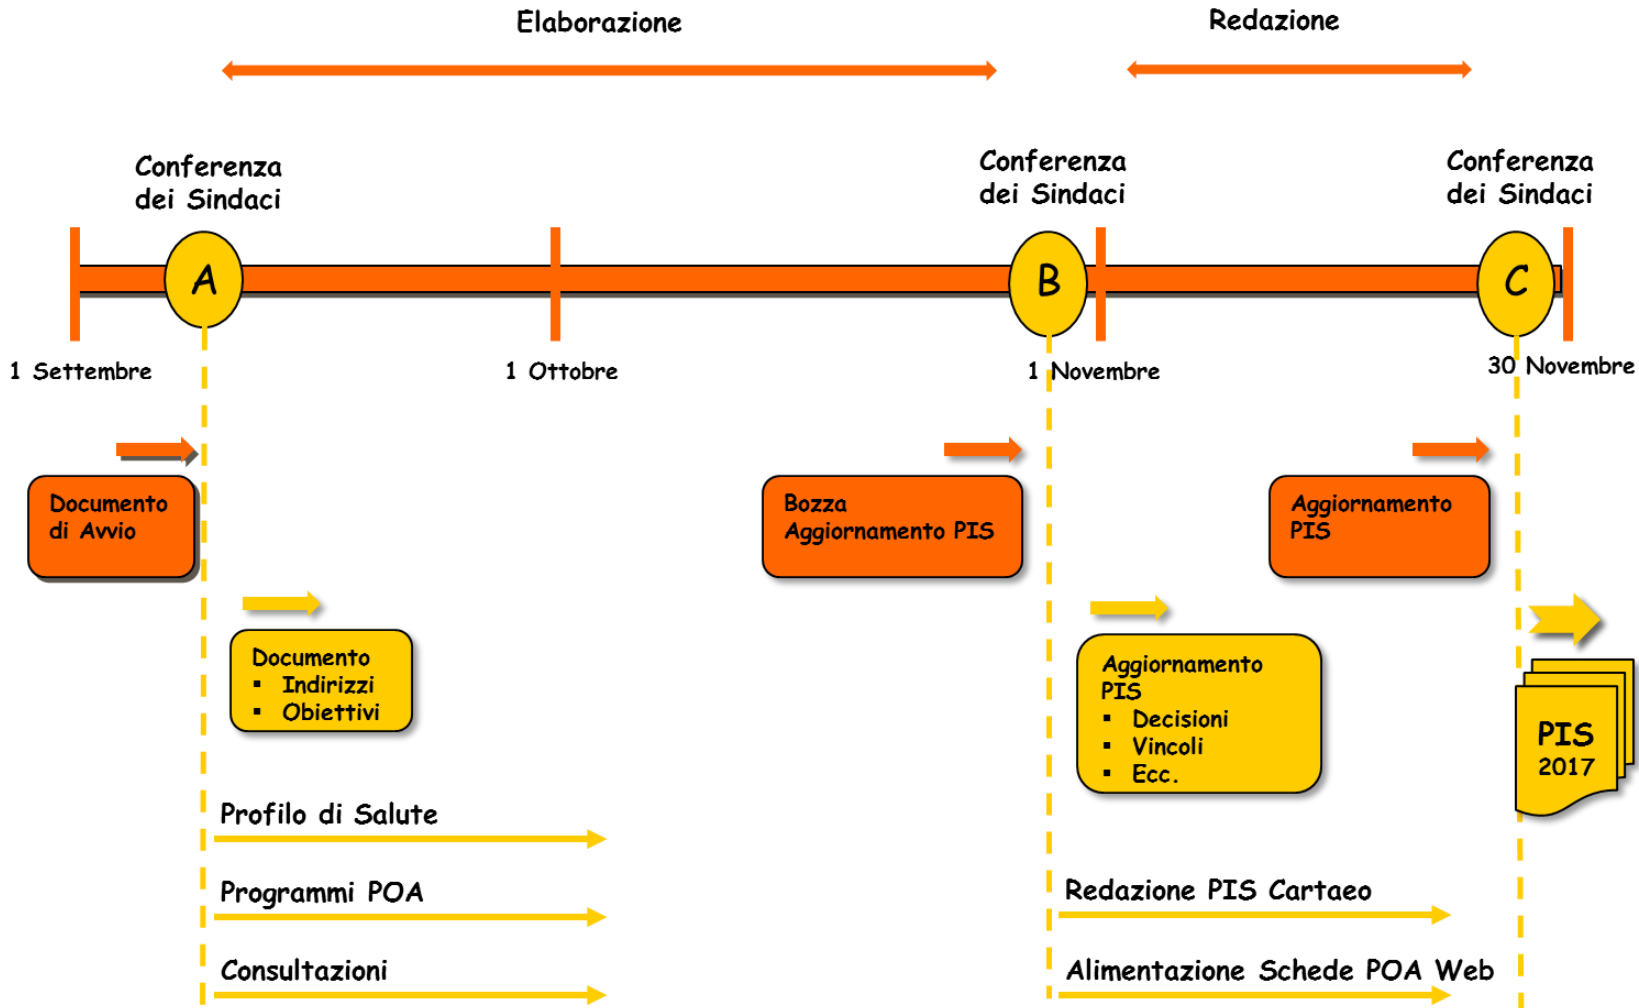 Elaborazione
Redazione
Conferenza
dei Sindaci
Conferenza
dei Sindaci
Conferenza
dei Sindaci
A
B
C
1 Settembre
1 Ottobre
1 Novembre
30 Novembre
Documento
di Avvio
Bozza
Aggiornamento PIS
Aggiornamento
PIS
Documento
▪ Indirizzi
▪ Obiettivi
Aggiornamento
PIS
▪ Decisioni
▪ Vincoli
▪ Ecc.
PIS
2017
Profilo di Salute
Programmi POA
Consultazioni
Redazione PIS Cartaeo
Alimentazione Schede POA Web